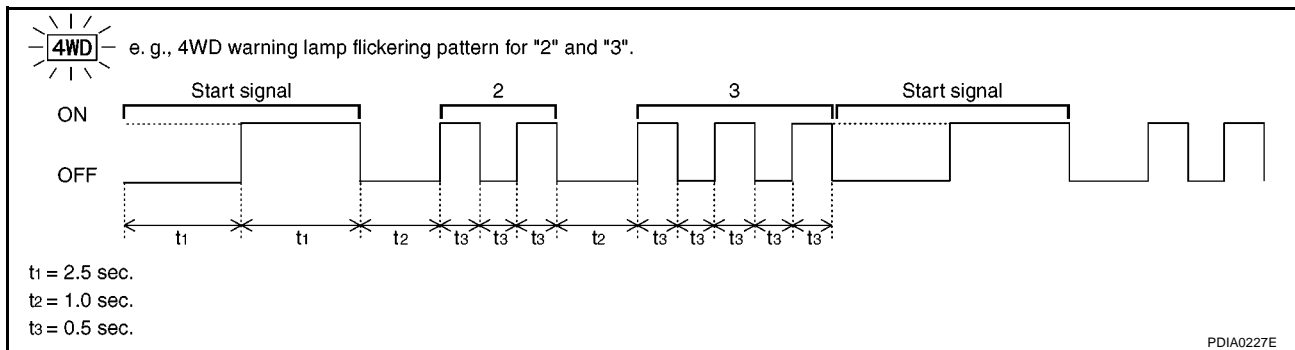 4WD e. g., 4WD warning lamp flickering pattern for "2" and "3".
Start signal 2 3 Start signal
ON
OFF
t1 t1 t2 t3 t3 t3 t2 t3 t3 t3 t3 t3
t1 = 2.5 sec.
t2 = 1.0 sec.
t3 = 0.5 sec.
PDIA0227E